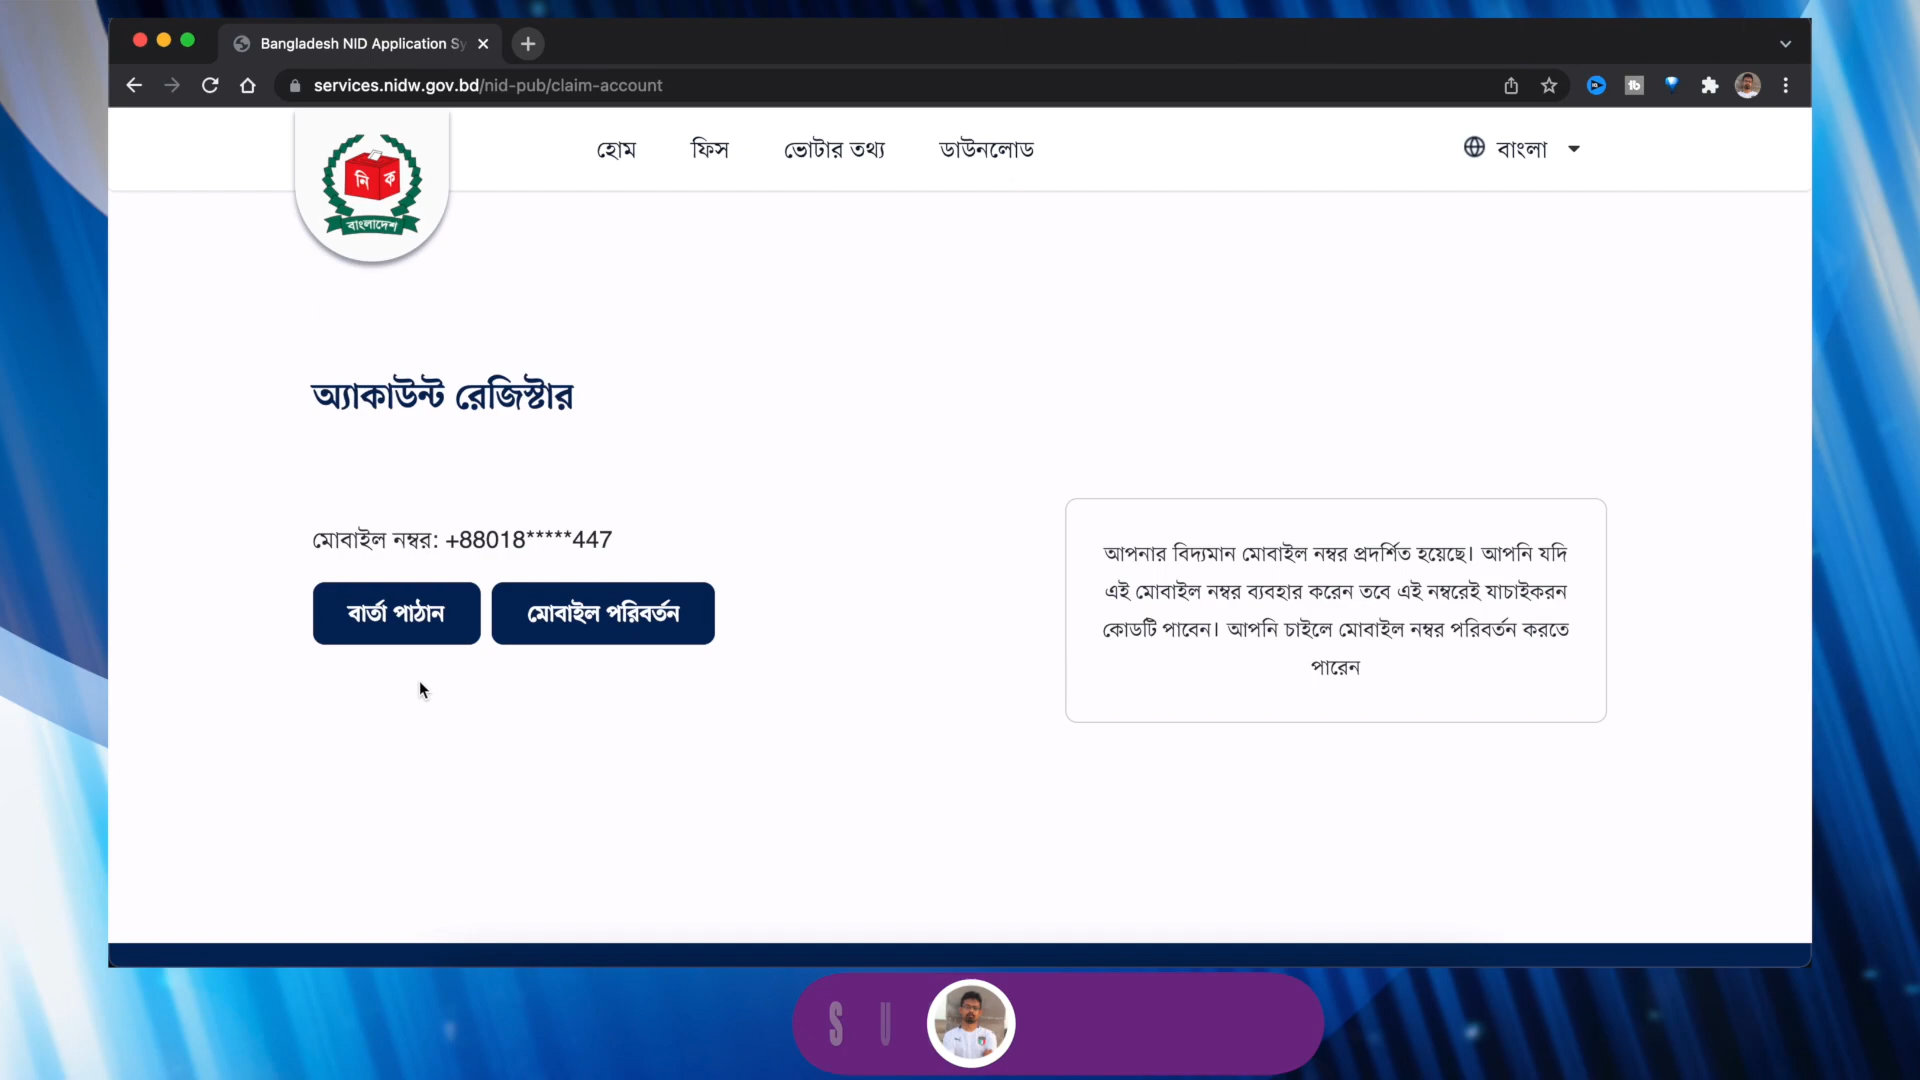 Bangladesh NID Application Sy
services.nidw.gov.bd/nid-pub/claim-account
tb
হোম ফিস ভোটার তথ্য ডাউনলোড বাংলা
নি ক
বাংলাদেশ
অ্যাকাউন্ট রেজিস্টার
মোবাইল নম্বর: +88018*****447
বার্তা পাঠান মোবাইল পরিবর্তন
আপনার বিদ্যমান মোবাইল নম্বর প্রদর্শিত হয়েছে। আপনি যদি
এই মোবাইল নম্বর ব্যবহার করেন তবে এই নম্বরেই যাচাইকরন
কোডটি পাবেন। আপনি চাইলে মোবাইল নম্বর পরিবর্তন করতে
পারেন
S U